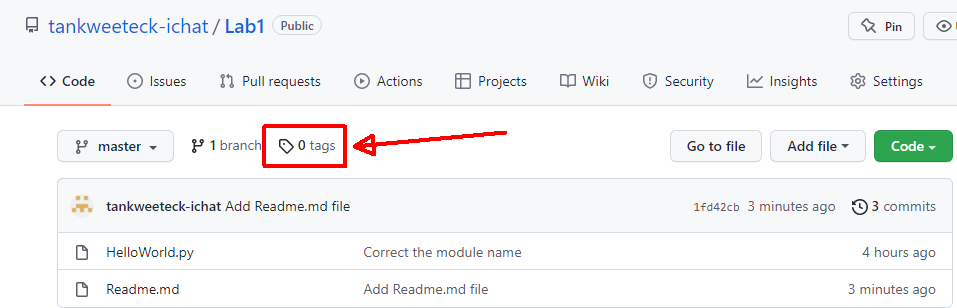 tankweeteck-ichat / Lab1 Public Pin
Code Issues Pull requests Actions Projects Wiki Security Insights Settings
master 1 branch 0 tags Go to file Add file Code
tankweeteck-ichat Add Readme.md file 1fd42cb 3 minutes ago 3 commits
HelloWorld.py Correct the module name 4 hours ago
Readme.md Add Readme.md file 3 minutes ago